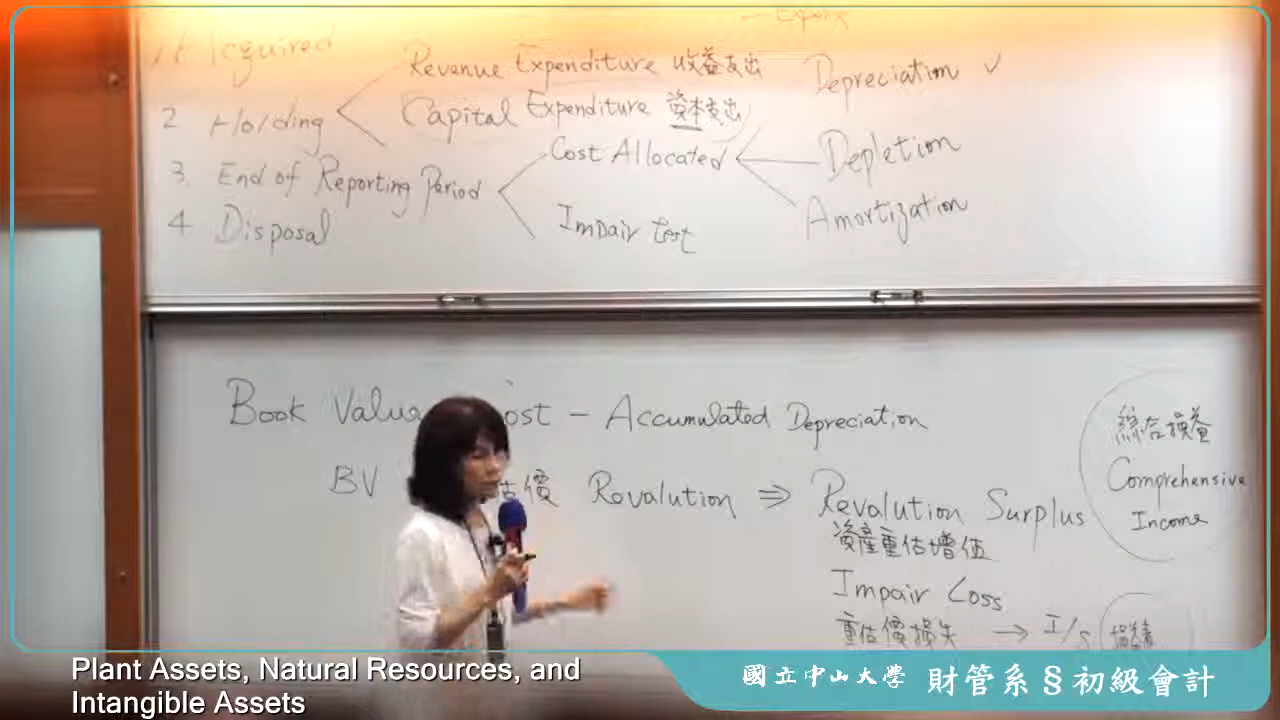 Acquired
2 Holding
Revenue Expenditure 收益支出
Capital Expenditure 資本支出
3. End of Reporting Period
Cost Allocated
Impair test
Depreciation ✓
Depletion
Amortization
4 Disposal
Book Value Cost - Accumulated Depreciation
BV 估價 Revalution ⇒ Revalution Surplus
資產重估增值
Impair Loss
重估價損失 → I/S
綜合損益
Comprehensive
Income
Plant Assets, Natural Resources, and
Intangible Assets
國立中山大學 財管系§初級會計